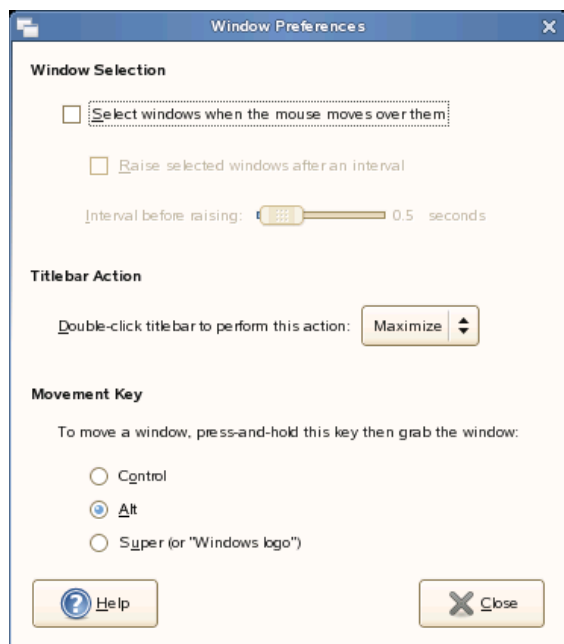 Window Preferences
Window Selection
Select windows when the mouse moves over them
Raise selected windows after an interval
Interval before raising: 0.5 seconds
Titlebar Action
Double-click titlebar to perform this action: Maximize
Movement Key
To move a window, press-and-hold this key then grab the window:
Control
Alt
Super (or "Windows logo")
Help Close